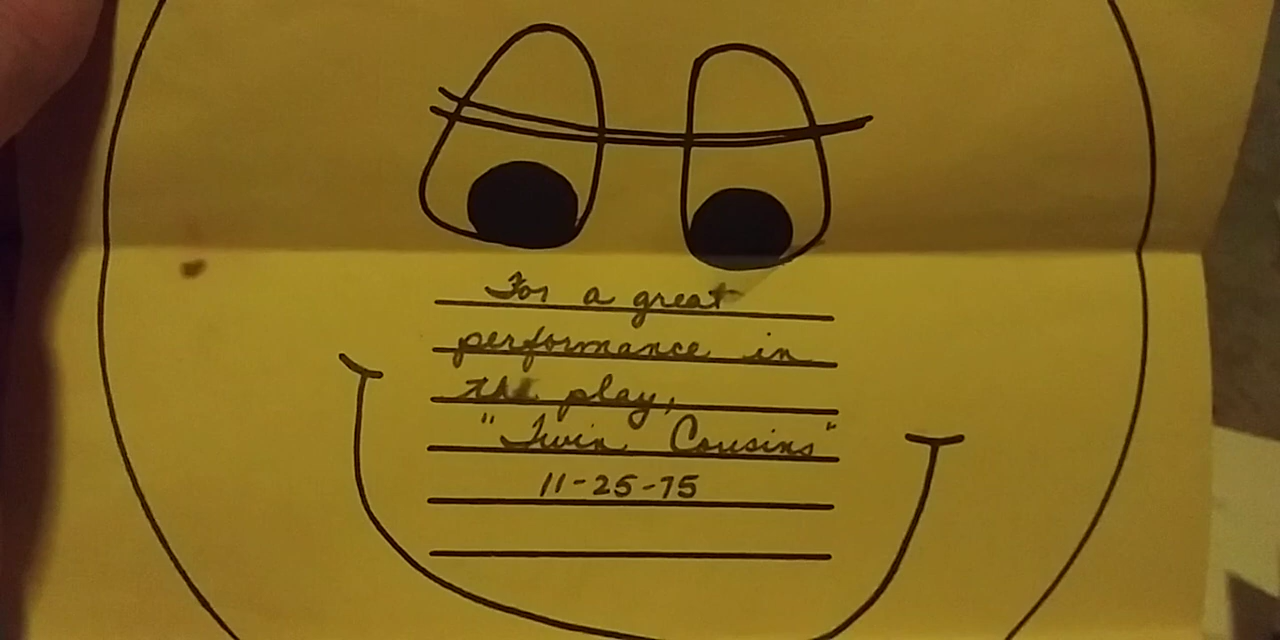 For a great
performance in
the play,
"Twin Cousins"
11-25-75